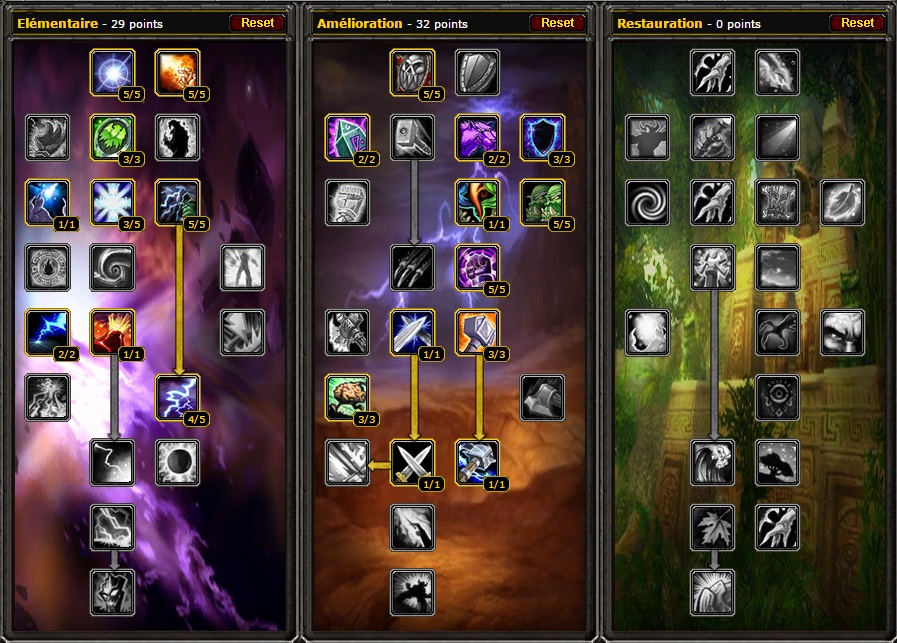 Elémentaire - 29 points Reset Amélioration - 32 points Reset Restauration - 0 points Reset
5/5 5/5 5/5
3/3 2/2 2/2 3/3
1/1 3/5 5/5 1/1 5/5
5/5
2/2 1/1 1/1 3/3
4/5 3/3
1/1 1/1